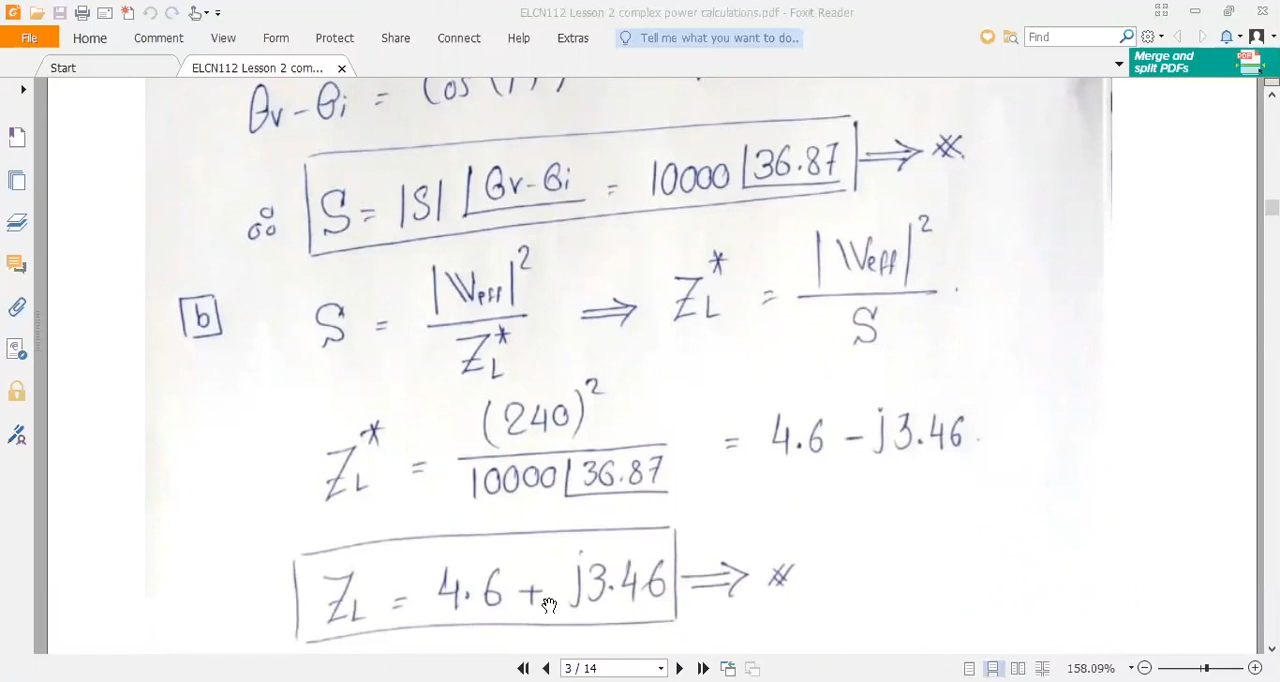 ELCN112 Lesson 2 complex power calculations.pdf - Foxit Reader
File Home Comment View Form Protect Share Connect Help Extras Tell me what you want to do.. Find
Start ELCN112 Lesson 2 com... Merge and split PDFs
θv-θi = Cos
∴ S = |S| ∠θv-θi = 10000 ∠36.87 ⇒ ※
b S = |Veff|² / ZL* ⇒ ZL* = |Veff|² / S .
ZL* = (240)² / 10000 ∠36.87 = 4.6 - j3.46 .
ZL = 4.6 + j3.46 ⇒ ※
3 / 14 158.09%